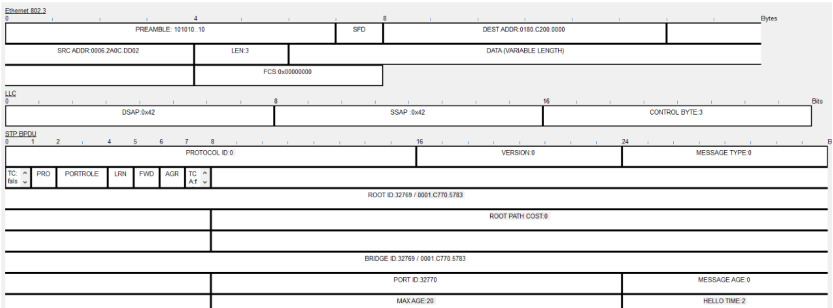 Ethernet 802.3
0 4 8 Bytes
PREAMBLE: 101010..10 SFD DEST ADDR:0180.C200.0000
SRC ADDR:0006.2A0C.DD02 LEN:3 DATA (VARIABLE LENGTH)
FCS:0x00000000
LLC
0 8 16 Bits
DSAP:0x42 SSAP:0x42 CONTROL BYTE:3
STP BPDU
0 1 2 4 5 6 7 8 16 24
PROTOCOL ID:0 VERSION:0 MESSAGE TYPE:0
TC: fals PRO PORTROLE LRN FWD AGR TC A:f
ROOT ID:32769 / 0001.C770.5783
ROOT PATH COST:0
BRIDGE ID:32769 / 0001.C770.5783
PORT ID:32770 MESSAGE AGE:0
MAX AGE:20 HELLO TIME:2